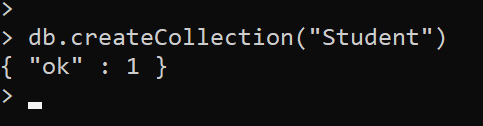 >
> db.createCollection("Student")
{ "ok" : 1 }
>